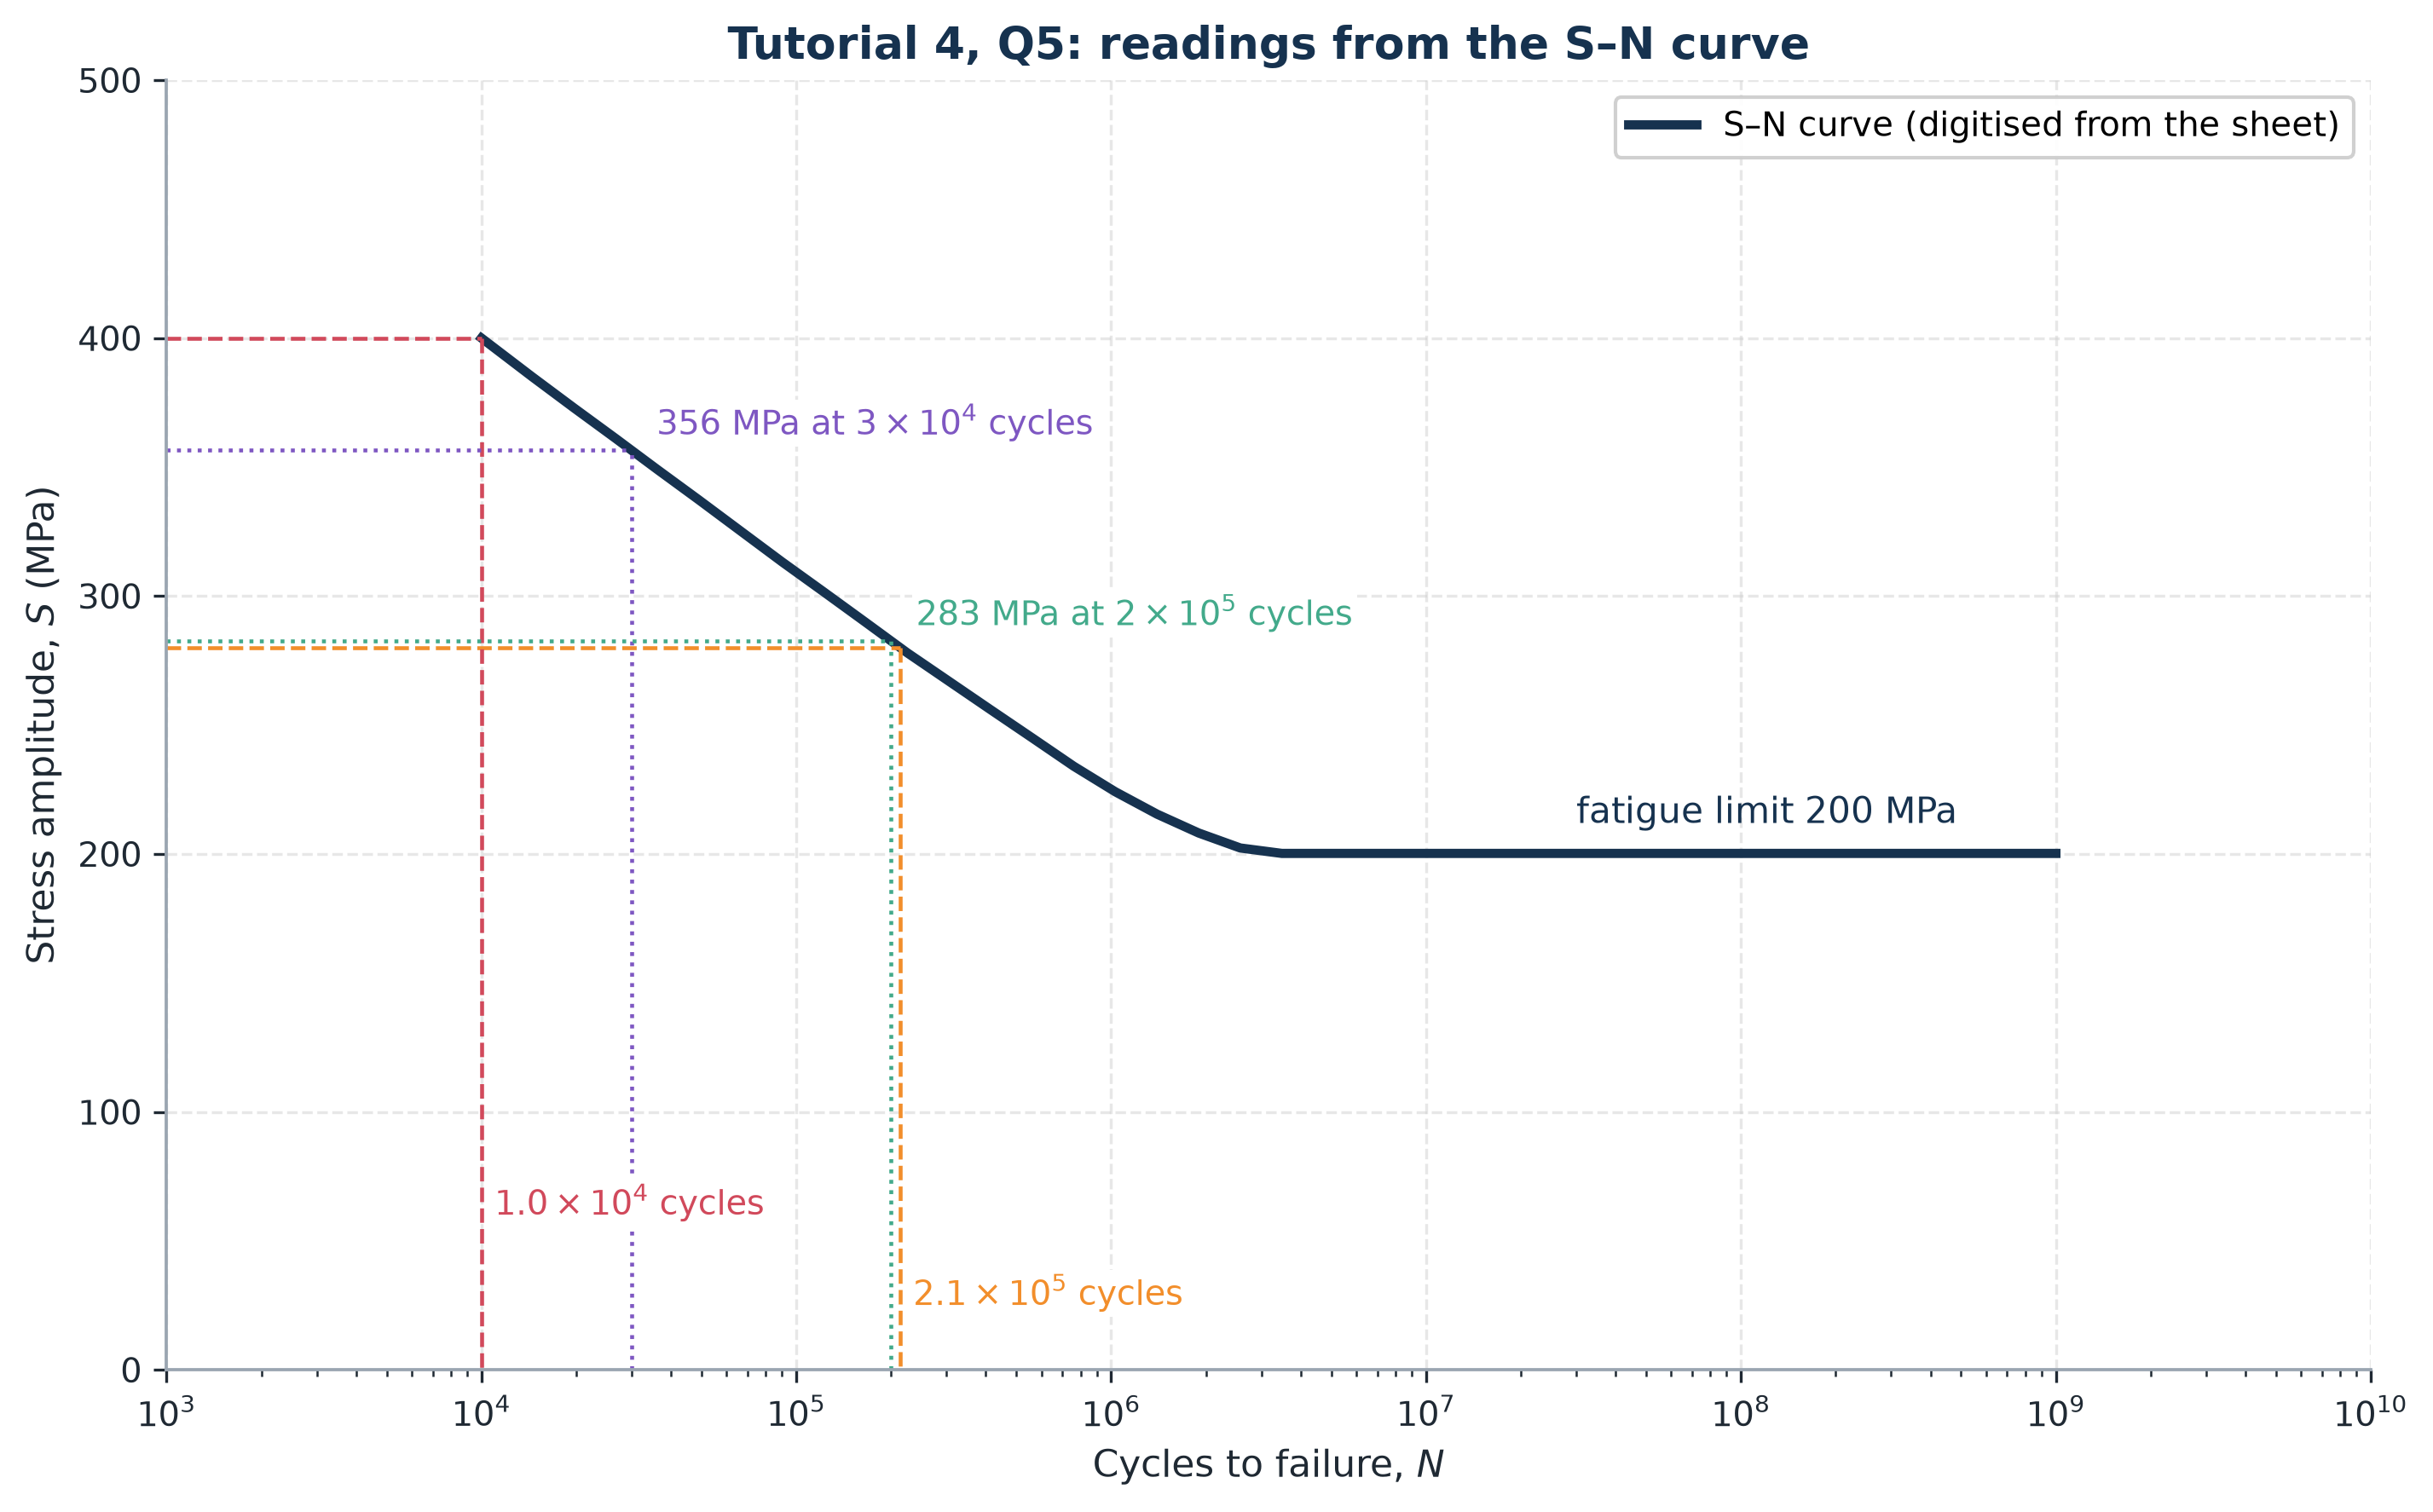 Tutorial 4, Q5: readings from the S–N curve
S–N curve (digitised from the sheet)
Stress amplitude, S (MPa)
500
400
300
200
100
0
356 MPa at 3 × 10⁴ cycles
283 MPa at 2 × 10⁵ cycles
fatigue limit 200 MPa
1.0 × 10⁴ cycles
2.1 × 10⁵ cycles
10³ 10⁴ 10⁵ 10⁶ 10⁷ 10⁸ 10⁹ 10¹⁰
Cycles to failure, N